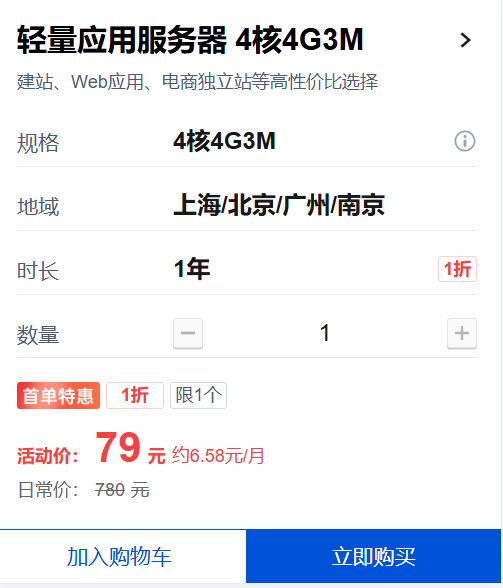 轻量应用服务器 4核4G3M
建站、Web应用、电商独立站等高性价比选择
规格 4核4G3M
地域 上海/北京/广州/南京
时长 1年 1折
数量 1
首单特惠 1折 限1个
活动价: 79 元 约6.58元/月
日常价: 780 元
加入购物车 立即购买